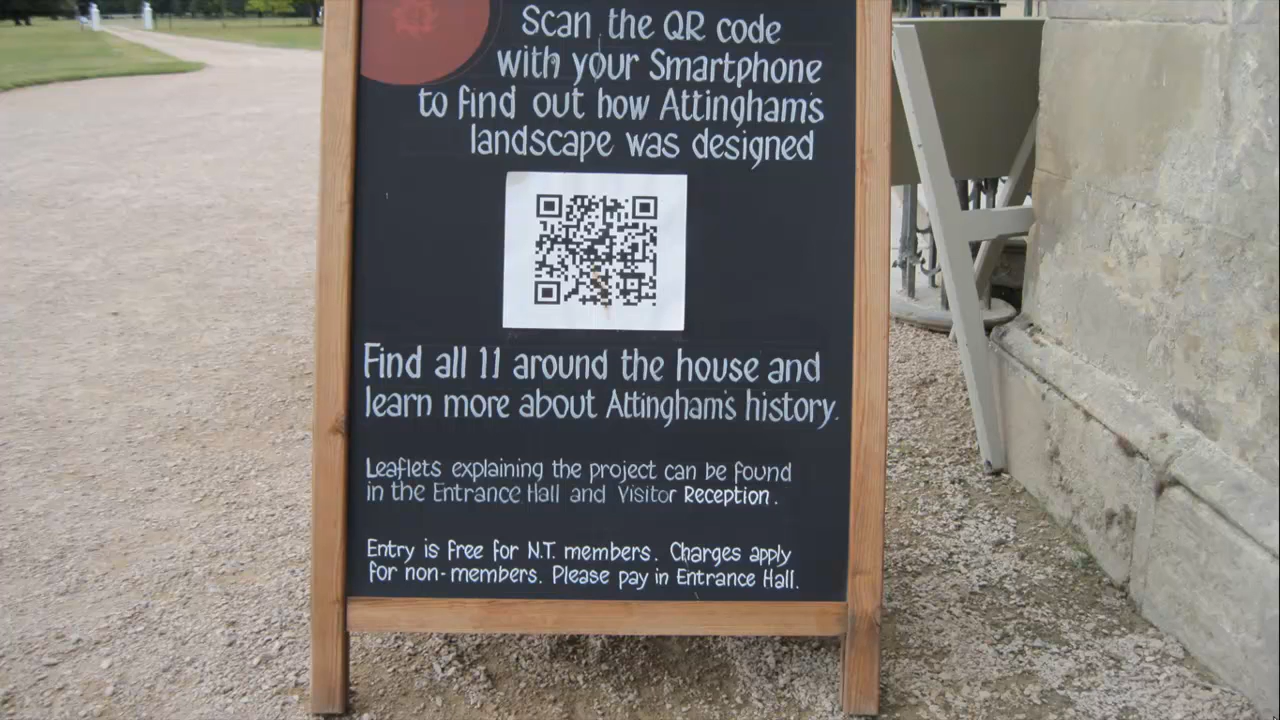 Scan the QR code
with your Smartphone
to find out how Attingham's
landscape was designed
Find all 11 around the house and
learn more about Attingham's history.
Leaflets explaining the project can be found
in the Entrance Hall and Visitor Reception.
Entry is free for N.T. members. Charges apply
for non-members. Please pay in Entrance Hall.